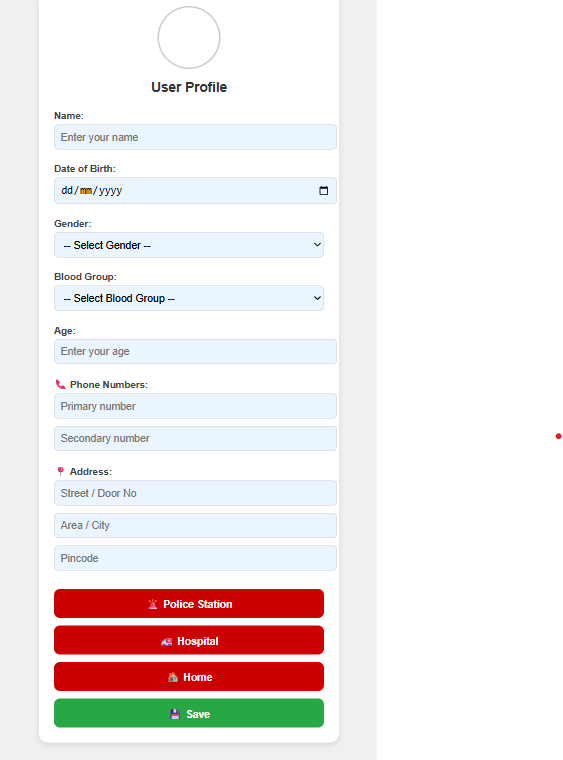 User Profile
Name:
Enter your name
Date of Birth:
dd/mm/yyyy
Gender:
-- Select Gender --
Blood Group:
-- Select Blood Group --
Age:
Enter your age
📞 Phone Numbers:
Primary number
Secondary number
📍 Address:
Street / Door No
Area / City
Pincode
🚨 Police Station
🚑 Hospital
🏠 Home
💾 Save